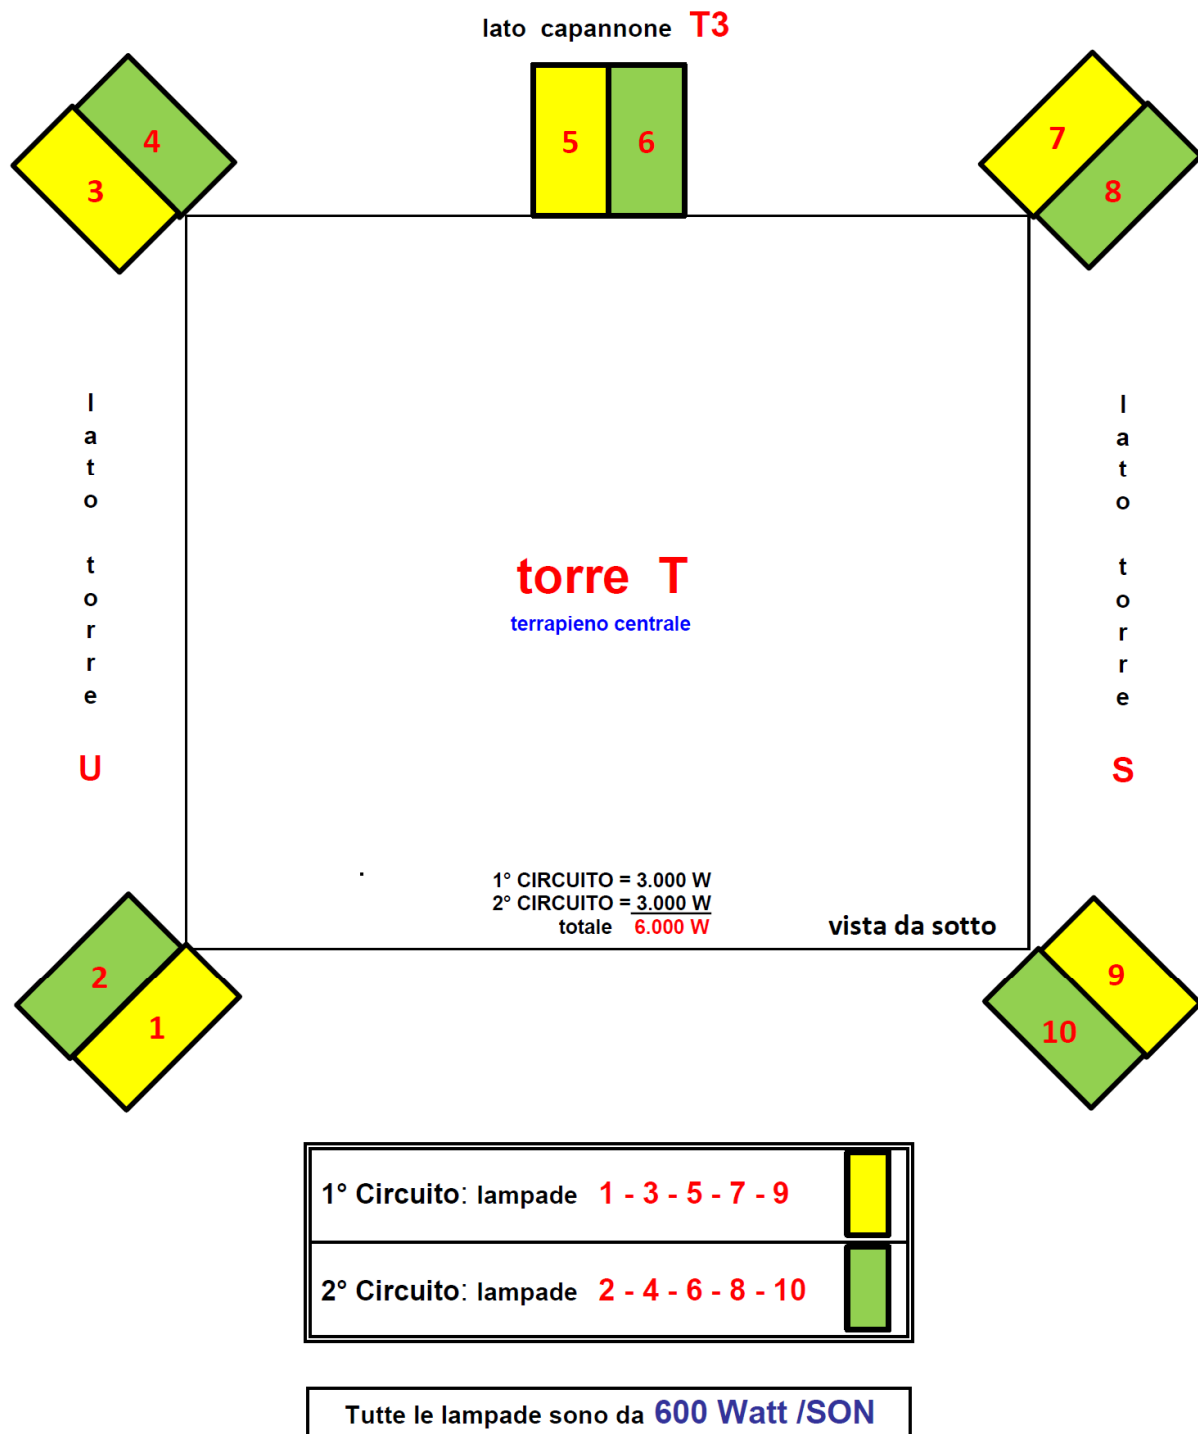 lato capannone T3
4
3
5
6
7
8
lato torre U
lato torre S
torre T
terrapieno centrale
1° CIRCUITO = 3.000 W
2° CIRCUITO = 3.000 W
totale 6.000 W
vista da sotto
2
1
9
10
1° Circuito: lampade 1 - 3 - 5 - 7 - 9
2° Circuito: lampade 2 - 4 - 6 - 8 - 10
Tutte le lampade sono da 600 Watt /SON